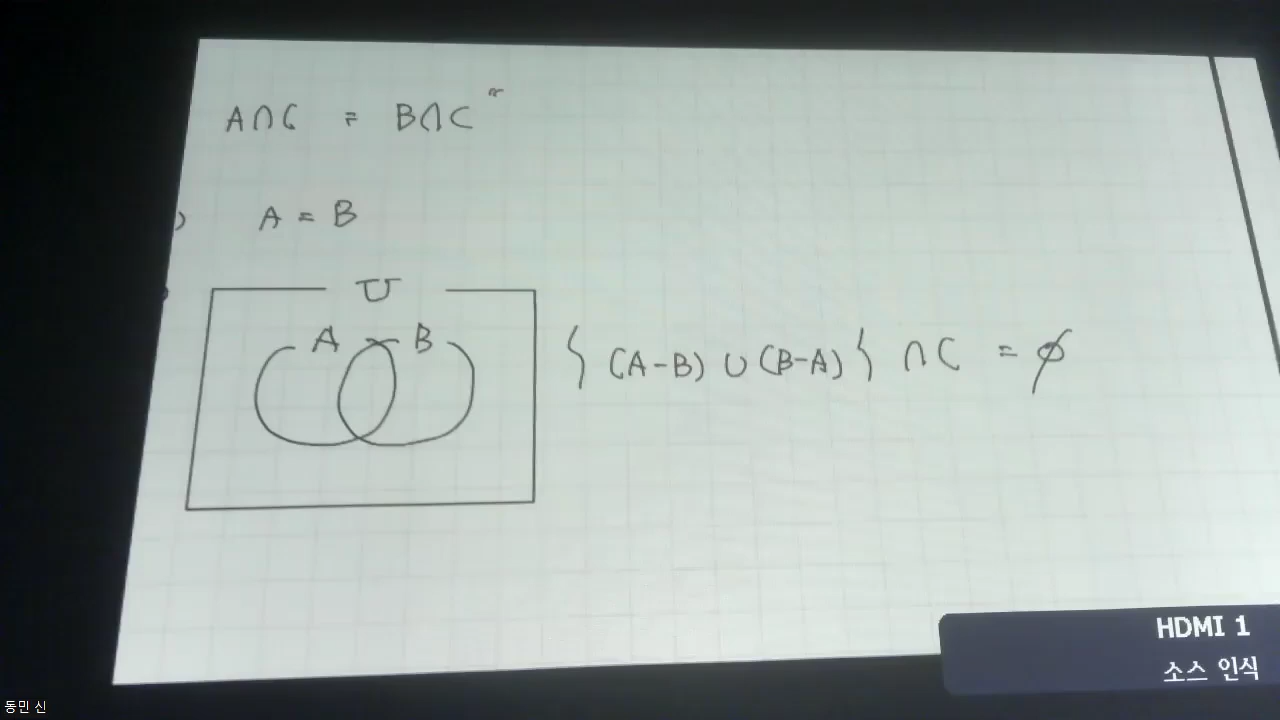 A∩C = B∩C
) A = B
U
A B
{(A-B) ∪ (B-A)} ∩C = ∅
HDMI 1
소스 인식
동민 신